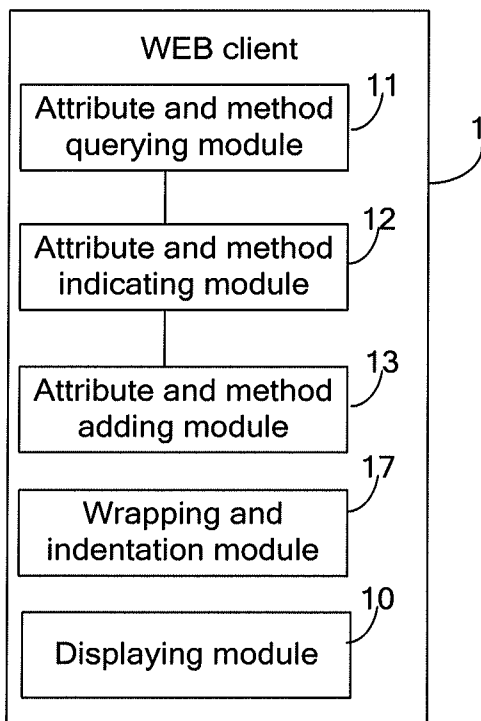 WEB client
11
Attribute and method
querying module
1
12
Attribute and method
indicating module
13
Attribute and method
adding module
17
Wrapping and
indentation module
10
Displaying module